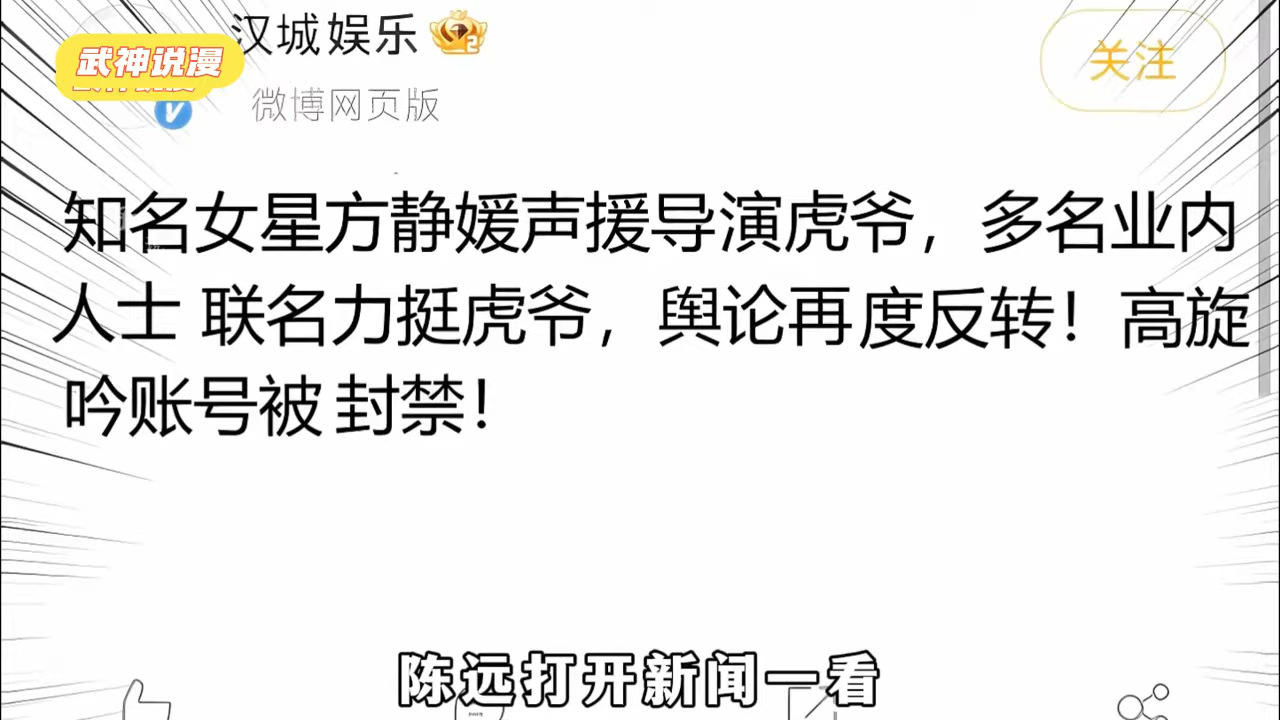 汉城娱乐
武神说漫
关注
微博网页版
知名女星方静媛声援导演虎爷，多名业内
人士 联名力挺虎爷，舆论再度反转！高旋
吟账号被 封禁！
陈远打开新闻一看